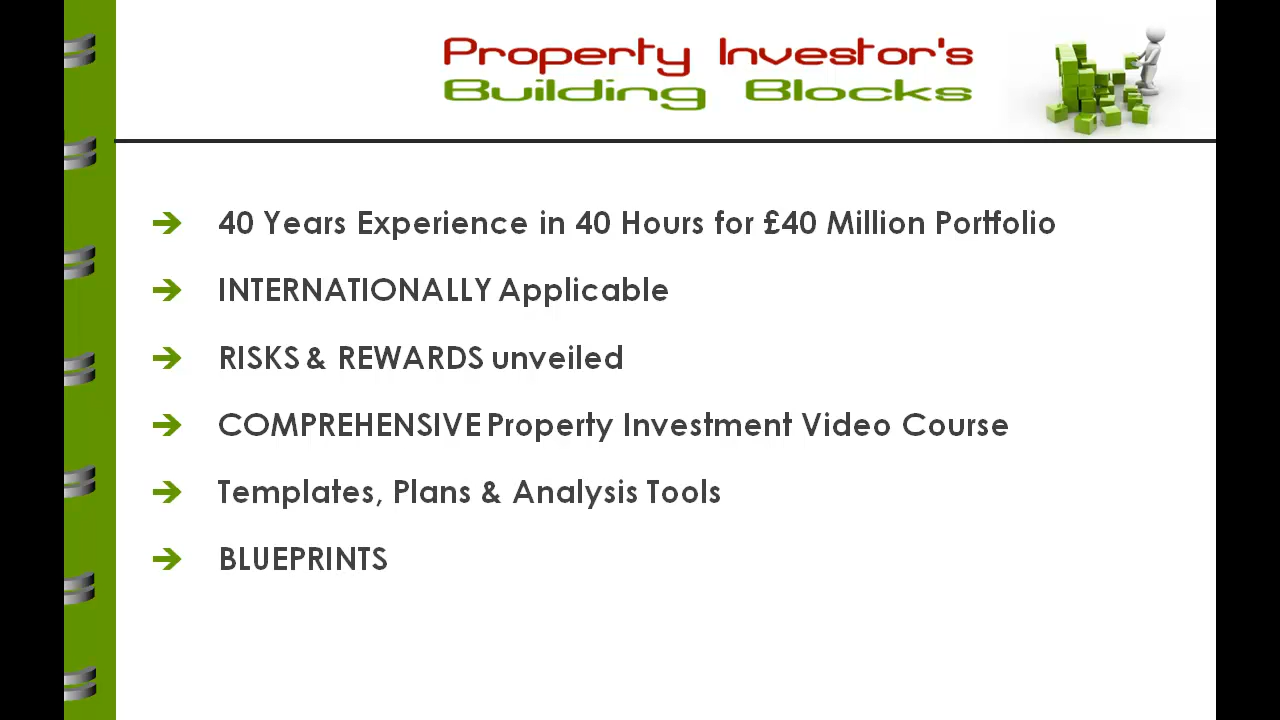 Property Investor's
Building Blocks
40 Years Experience in 40 Hours for £40 Million Portfolio
INTERNATIONALLY Applicable
RISKS & REWARDS unveiled
COMPREHENSIVE Property Investment Video Course
Templates, Plans & Analysis Tools
BLUEPRINTS